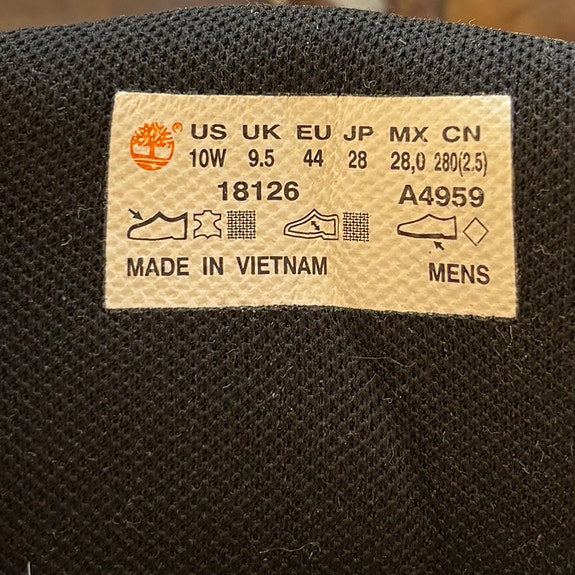 US UK EU JP MX CN
10W 9.5 44 28 28,0 280(2.5)
18126 A4959
MADE IN VIETNAM MENS